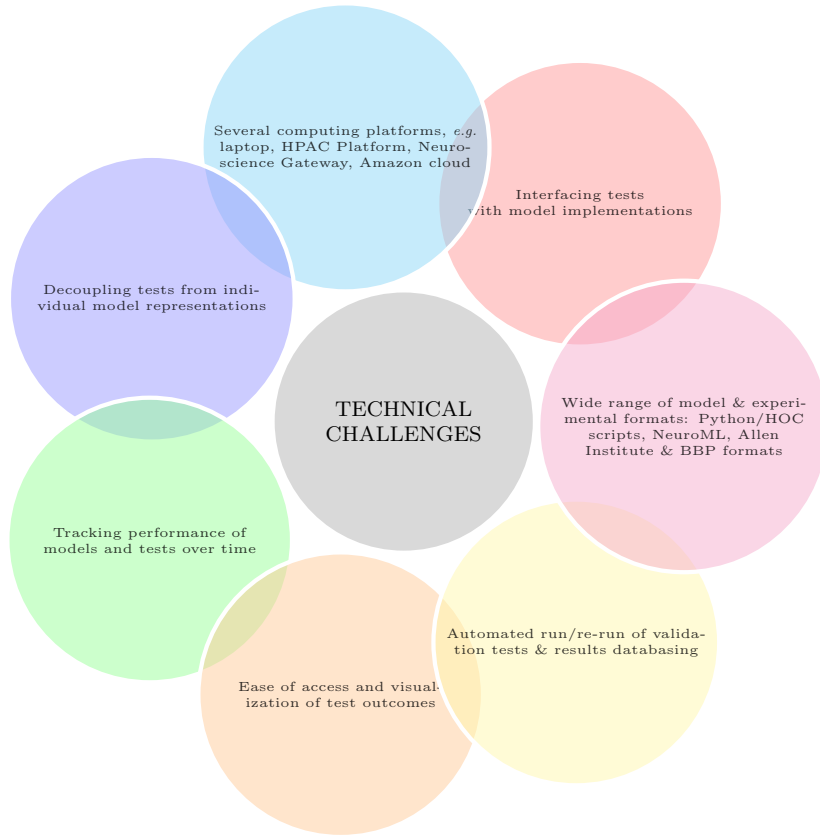 Several computing platforms, e.g.
laptop, HPAC Platform, Neuro-
science Gateway, Amazon cloud
Interfacing tests
with model implementations
Decoupling tests from indi-
vidual model representations
Wide range of model & experi-
mental formats: Python/HOC
scripts, NeuroML, Allen
Institute & BBP formats
TECHNICAL
CHALLENGES
Tracking performance of
models and tests over time
Automated run/re-run of valida-
tion tests & results databasing
Ease of access and visual-
ization of test outcomes